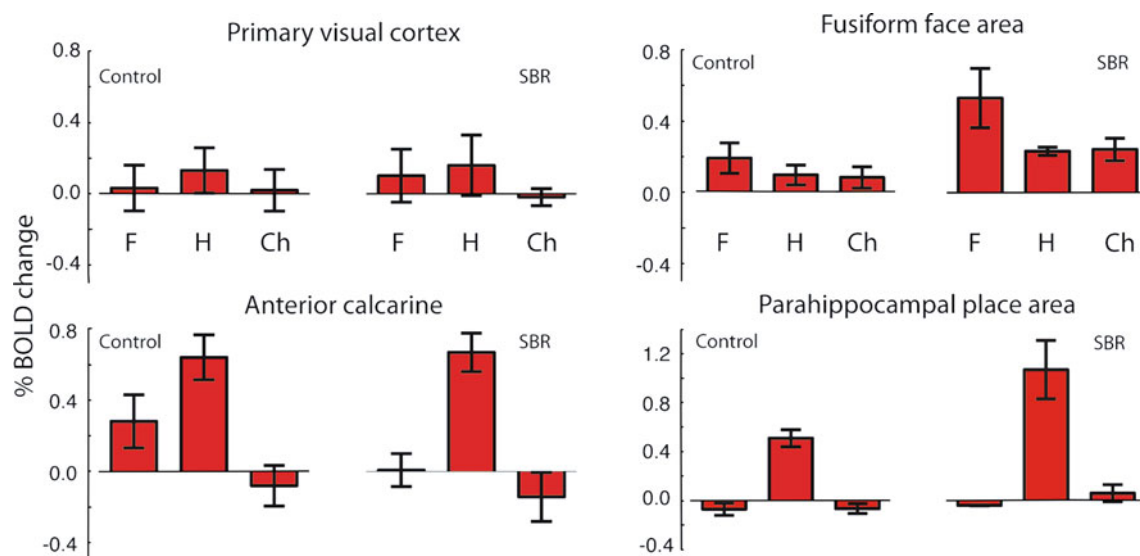 Primary visual cortex
Control
SBR
0.8
0.4
0.0
-0.4
F H Ch F H Ch
Fusiform face area
Control
SBR
0.8
0.4
0.0
-0.4
F H Ch F H Ch
% BOLD change
Anterior calcarine
Control
SBR
0.8
0.4
0.0
-0.4
Parahippocampal place area
Control
SBR
1.2
0.8
0.4
0.0
-0.4